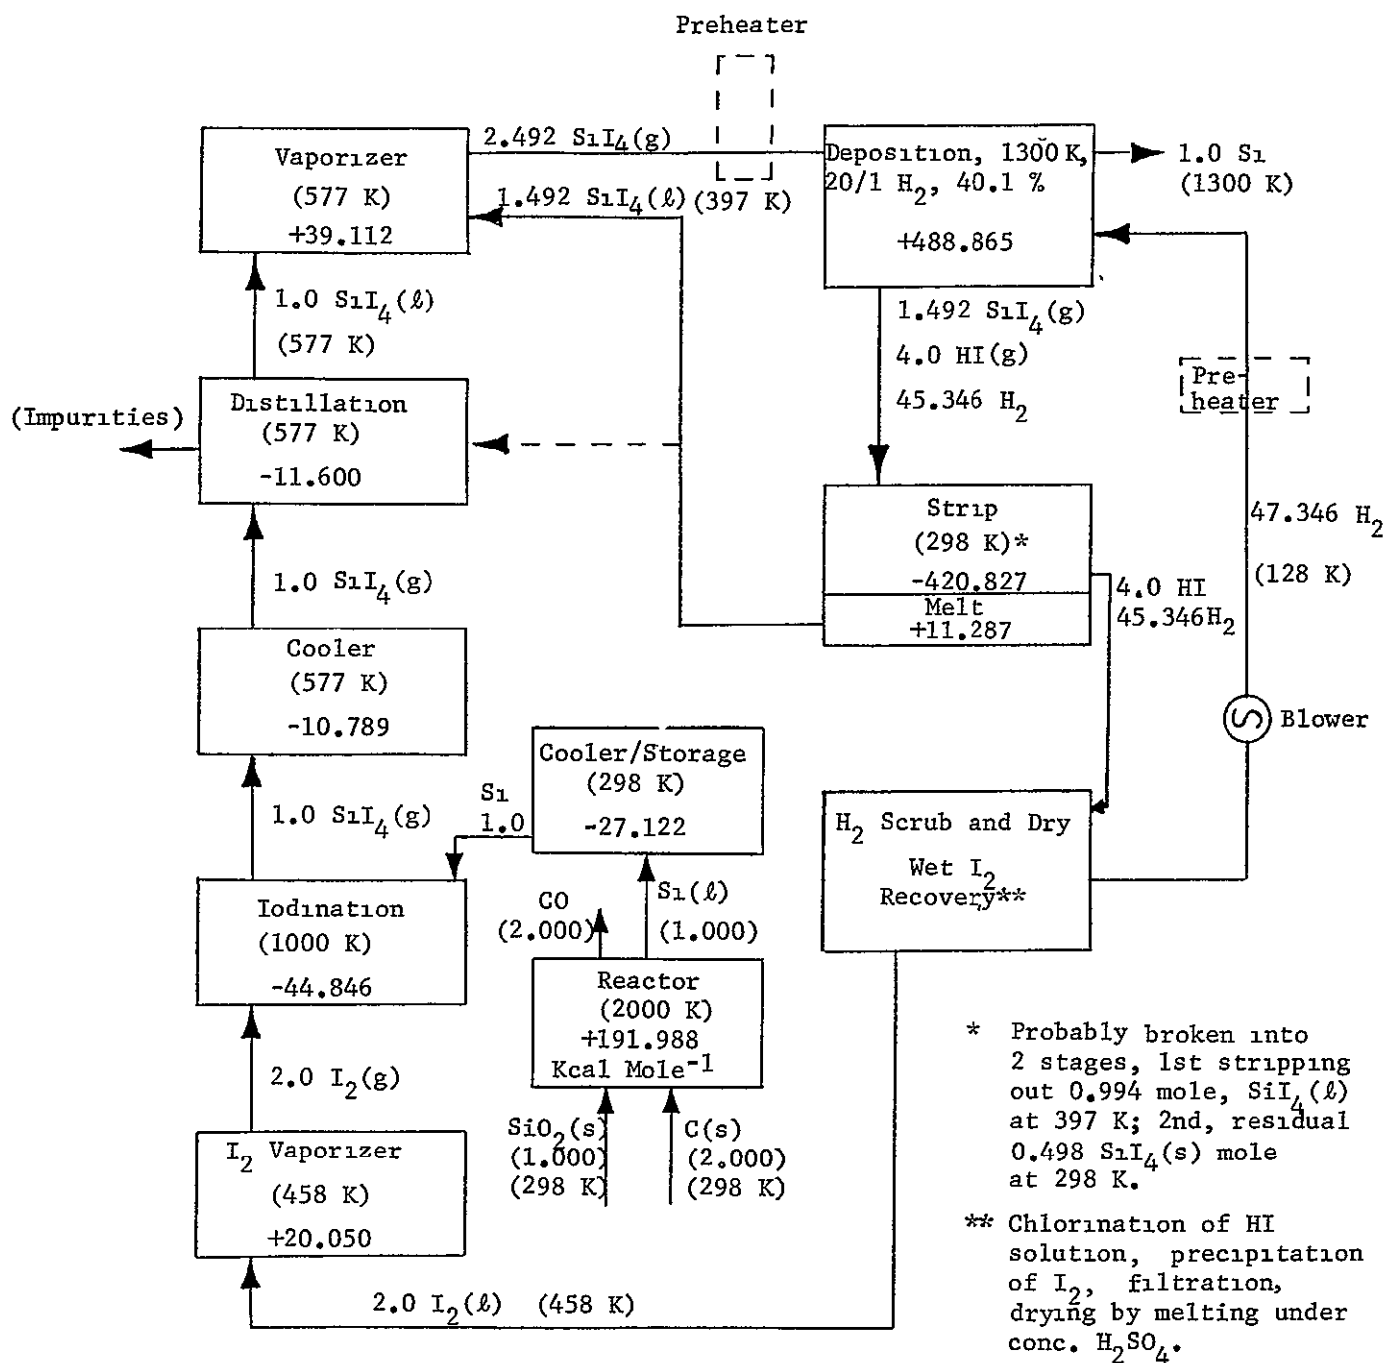 Preheater
2.492 SiI4(g)
Vaporizer
(577 K)
+39.112
1.492 SiI4(ℓ) (397 K)
Deposition, 1300 K,
20/1 H2, 40.1 %
+488.865
1.0 Si
(1300 K)
1.0 SiI4(ℓ)
(577 K)
1.492 SiI4(g)
4.0 HI(g)
45.346 H2
Pre-
heater
(Impurities)
Distillation
(577 K)
-11.600
Strip
(298 K)*
-420.827
Melt
+11.287
47.346 H2
(128 K)
4.0 HI
45.346H2
1.0 SiI4(g)
Cooler
(577 K)
-10.789
Blower
Cooler/Storage
(298 K)
-27.122
Si
1.0
1.0 SiI4(g)
H2 Scrub and Dry
Wet I2
Recovery**
Iodination
(1000 K)
-44.846
CO
(2.000)
Si(ℓ)
(1.000)
Reactor
(2000 K)
+191.988
Kcal Mole-1
2.0 I2(g)
SiO2(s)
(1.000)
(298 K)
C(s)
(2.000)
(298 K)
I2 Vaporizer
(458 K)
+20.050
2.0 I2(ℓ) (458 K)
* Probably broken into
2 stages, 1st stripping
out 0.994 mole, SiI4(ℓ)
at 397 K; 2nd, residual
0.498 SiI4(s) mole
at 298 K.
** Chlorination of HI
solution, precipitation
of I2, filtration,
drying by melting under
conc. H2SO4.